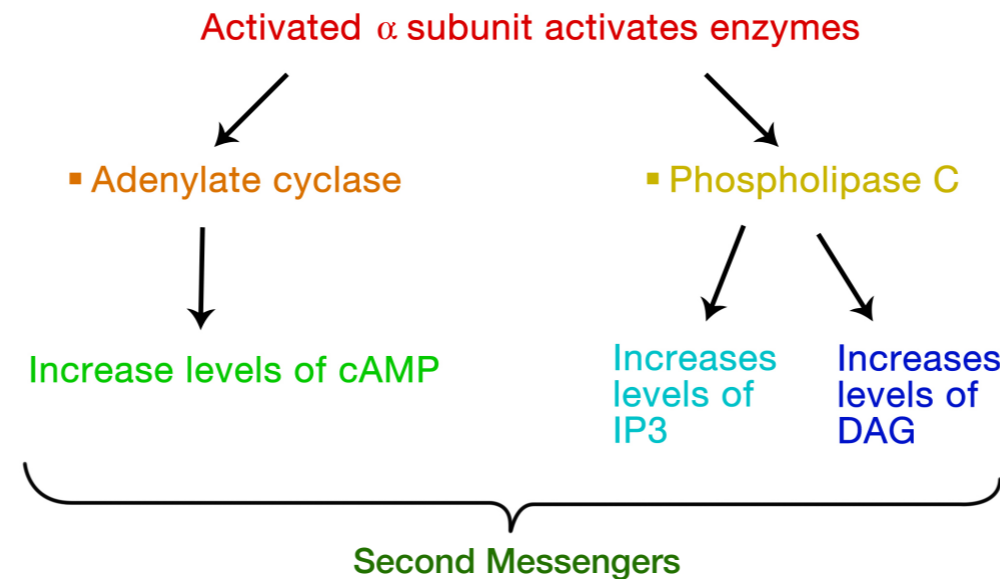 Activated α subunit activates enzymes
▪ Adenylate cyclase
▪ Phospholipase C
Increase levels of cAMP
Increases
levels of
IP3
Increases
levels of
DAG
Second Messengers